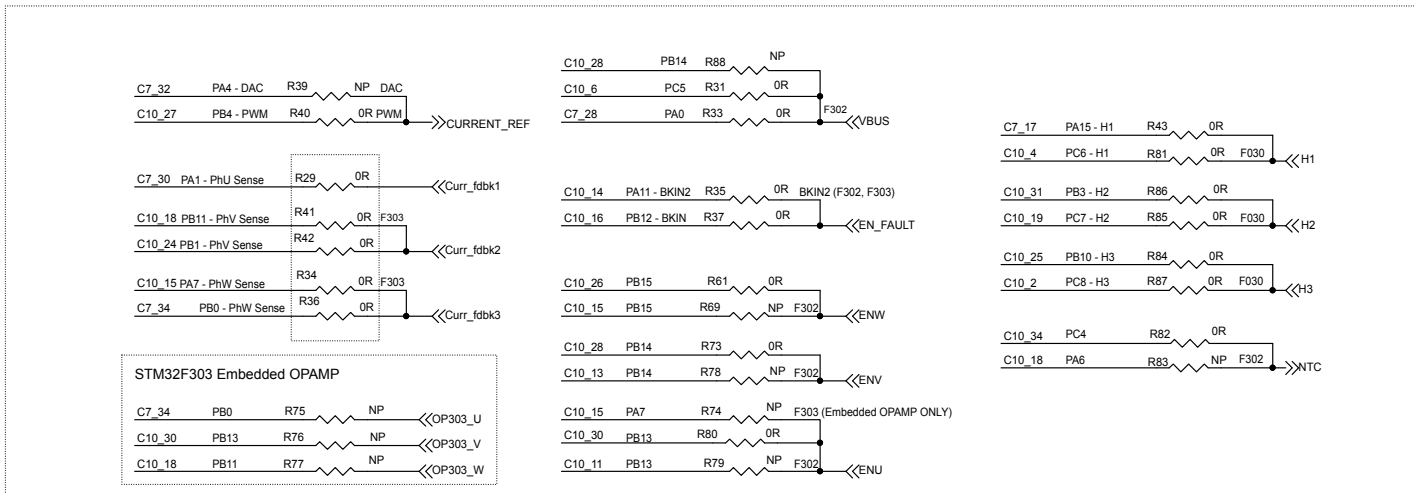 C7_32 PA4 - DAC R39 NP DAC
C10_27 PB4 - PWM R40 0R PWM
CURRENT_REF
C7_30 PA1 - PhU Sense R29 0R Curr_fdbk1
C10_18 PB11 - PhV Sense R41 0R F303
C10_24 PB1 - PhV Sense R42 0R Curr_fdbk2
C10_15 PA7 - PhW Sense R34 0R F303
C7_34 PB0 - PhW Sense R36 0R Curr_fdbk3
STM32F303 Embedded OPAMP
C7_34 PB0 R75 NP OP303_U
C10_30 PB13 R76 NP OP303_V
C10_18 PB11 R77 NP OP303_W
C10_28 PB14 R88 NP
C10_6 PC5 R31 0R
C7_28 PA0 R33 0R F302 VBUS
C10_14 PA11 - BKIN2 R35 0R BKIN2 (F302, F303)
C10_16 PB12 - BKIN R37 0R EN_FAULT
C10_26 PB15 R61 0R
C10_15 PB15 R69 NP F302 ENW
C10_28 PB14 R73 0R
C10_13 PB14 R78 NP F302 ENV
C10_15 PA7 R74 NP F303 (Embedded OPAMP ONLY)
C10_30 PB13 R80 0R
C10_11 PB13 R79 NP F302 ENU
C7_17 PA15 - H1 R43 0R
C10_4 PC6 - H1 R81 0R F030 H1
C10_31 PB3 - H2 R86 0R
C10_19 PC7 - H2 R85 0R F030 H2
C10_25 PB10 - H3 R84 0R
C10_2 PC8 - H3 R87 0R F030 H3
C10_34 PC4 R82 0R
C10_18 PA6 R83 NP F302 NTC